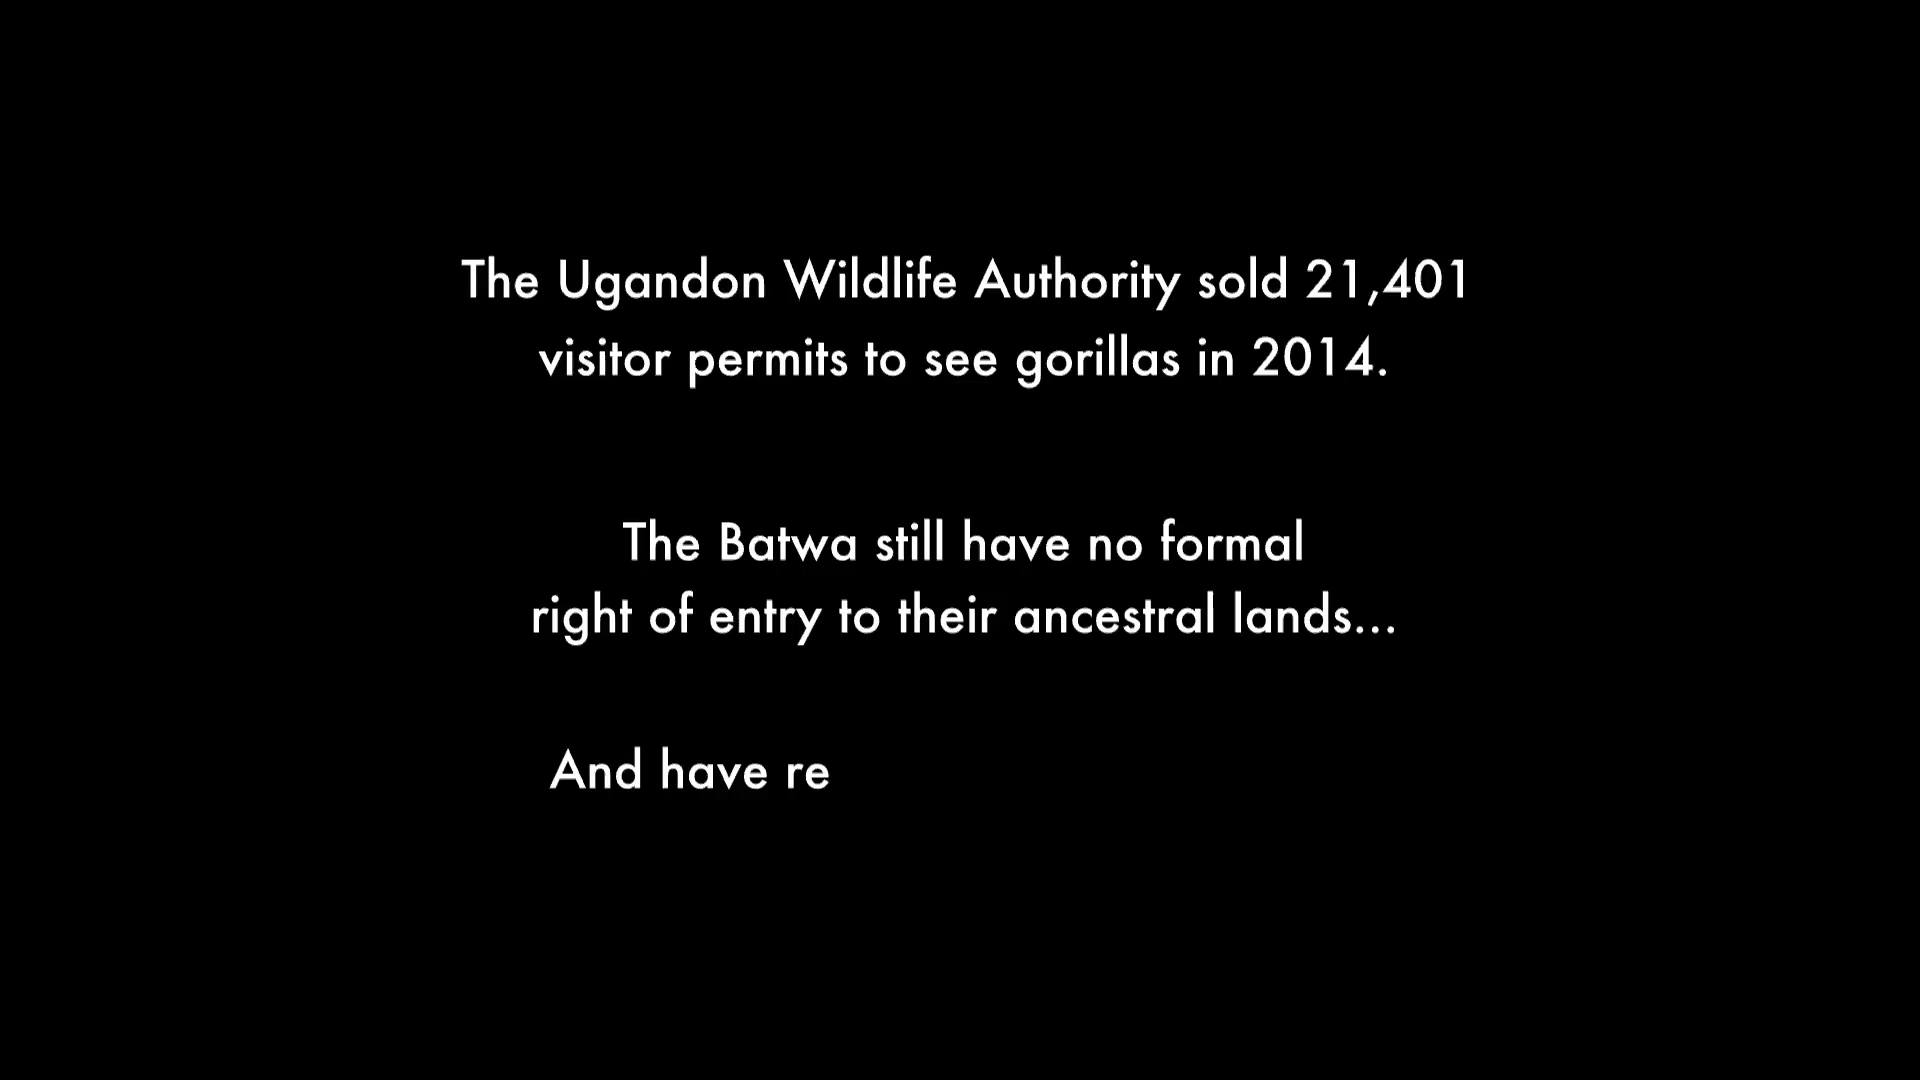 The Ugandon Wildlife Authority sold 21,401
visitor permits to see gorillas in 2014.
The Batwa still have no formal
right of entry to their ancestral lands...
And have re